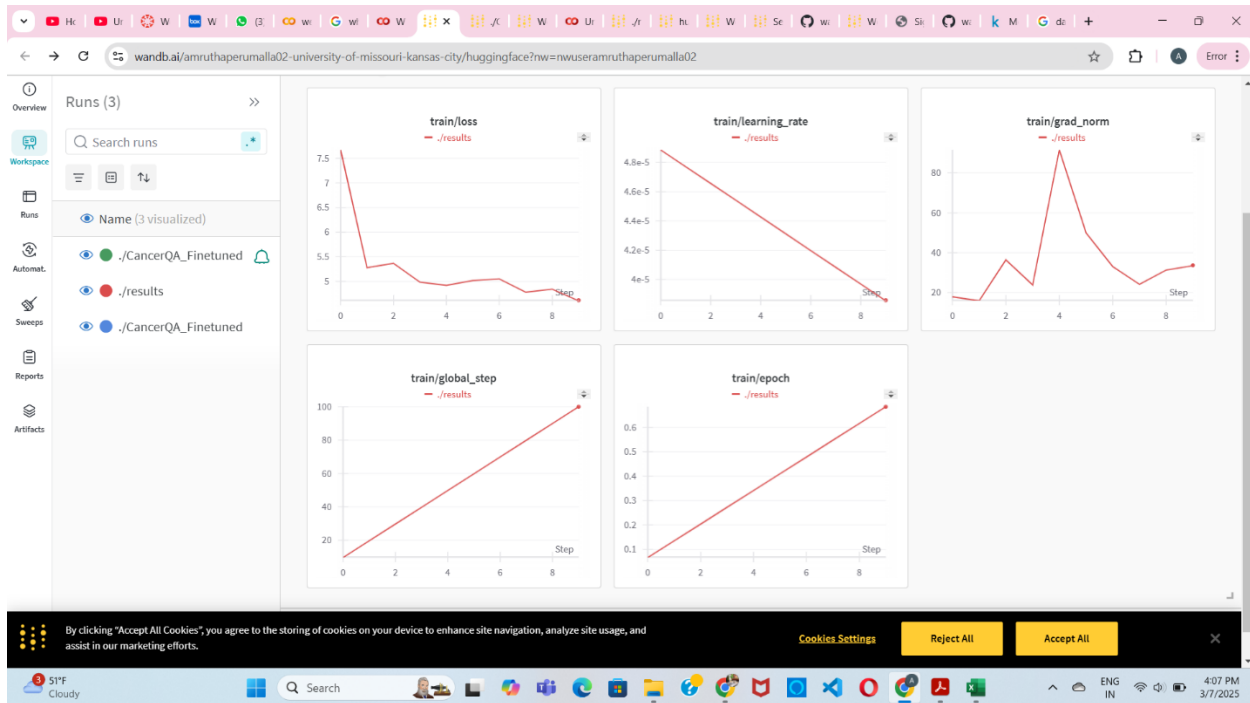 Hc
Ur
W
W
(3)
W
wandb.ai/amruthaperumalla02-university-of-missouri-kansas-city/huggingface?nw=nwuseramruthaperumalla02
A
Error
Overview
Workspace
Runs
Automat.
Sweeps
Reports
Artifacts
Runs (3)
Search runs
.*
Name (3 visualized)
./CancerQA_Finetuned
./results
./CancerQA_Finetuned
train/loss
./results
7.5
7
6.5
6
5.5
5
Step
0 2 4 6 8
train/learning_rate
./results
4.8e-5
4.6e-5
4.4e-5
4.2e-5
4e-5
Step
0 2 4 6 8
train/grad_norm
./results
80
60
40
20
Step
0 2 4 6 8
train/global_step
./results
100
80
60
40
20
Step
0 2 4 6 8
train/epoch
./results
0.6
0.5
0.4
0.3
0.2
0.1
Step
0 2 4 6 8
By clicking "Accept All Cookies", you agree to the storing of cookies on your device to enhance site navigation, analyze site usage, and
assist in our marketing efforts.
Cookies Settings
Reject All
Accept All
3
51°F
Cloudy
Search
ENG
IN
4:07 PM
3/7/2025